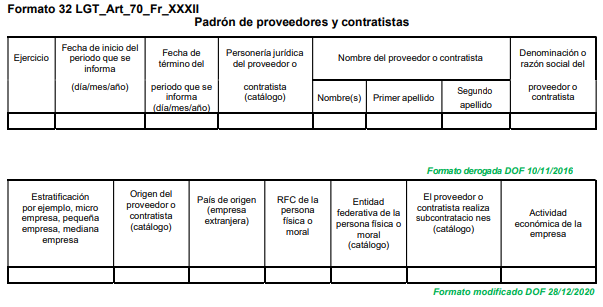 Formato 32 LGT_Art_70_Fr_XXXII
Padrón de proveedores y contratistas
Ejercicio
Fecha de inicio del
periodo que se
informa
(día/mes/año)
Fecha de
término del
periodo que se
informa
(día/mes/año)
Personería jurídica
del proveedor o
contratista
(catálogo)
Nombre del proveedor o contratista
Nombre(s)
Primer apellido
Segundo
apellido
Denominación o
razón social del
proveedor o
contratista
Formato derogada DOF 10/11/2016
Estratificación
por ejemplo, micro
empresa, pequeña
empresa, mediana
empresa
Origen del
proveedor o
contratista
(catálogo)
País de origen
(empresa
extranjera)
RFC de la
persona
física o
moral
Entidad
federativa de la
persona física o
moral
(catálogo)
El proveedor o
contratista realiza
subcontratacio nes
(catálogo)
Actividad
económica de la
empresa
Formato modificado DOF 28/12/2020